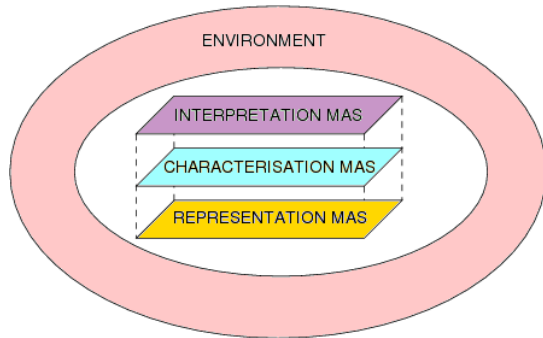 ENVIRONMENT
INTERPRETATION MAS
CHARACTERISATION MAS
REPRESENTATION MAS